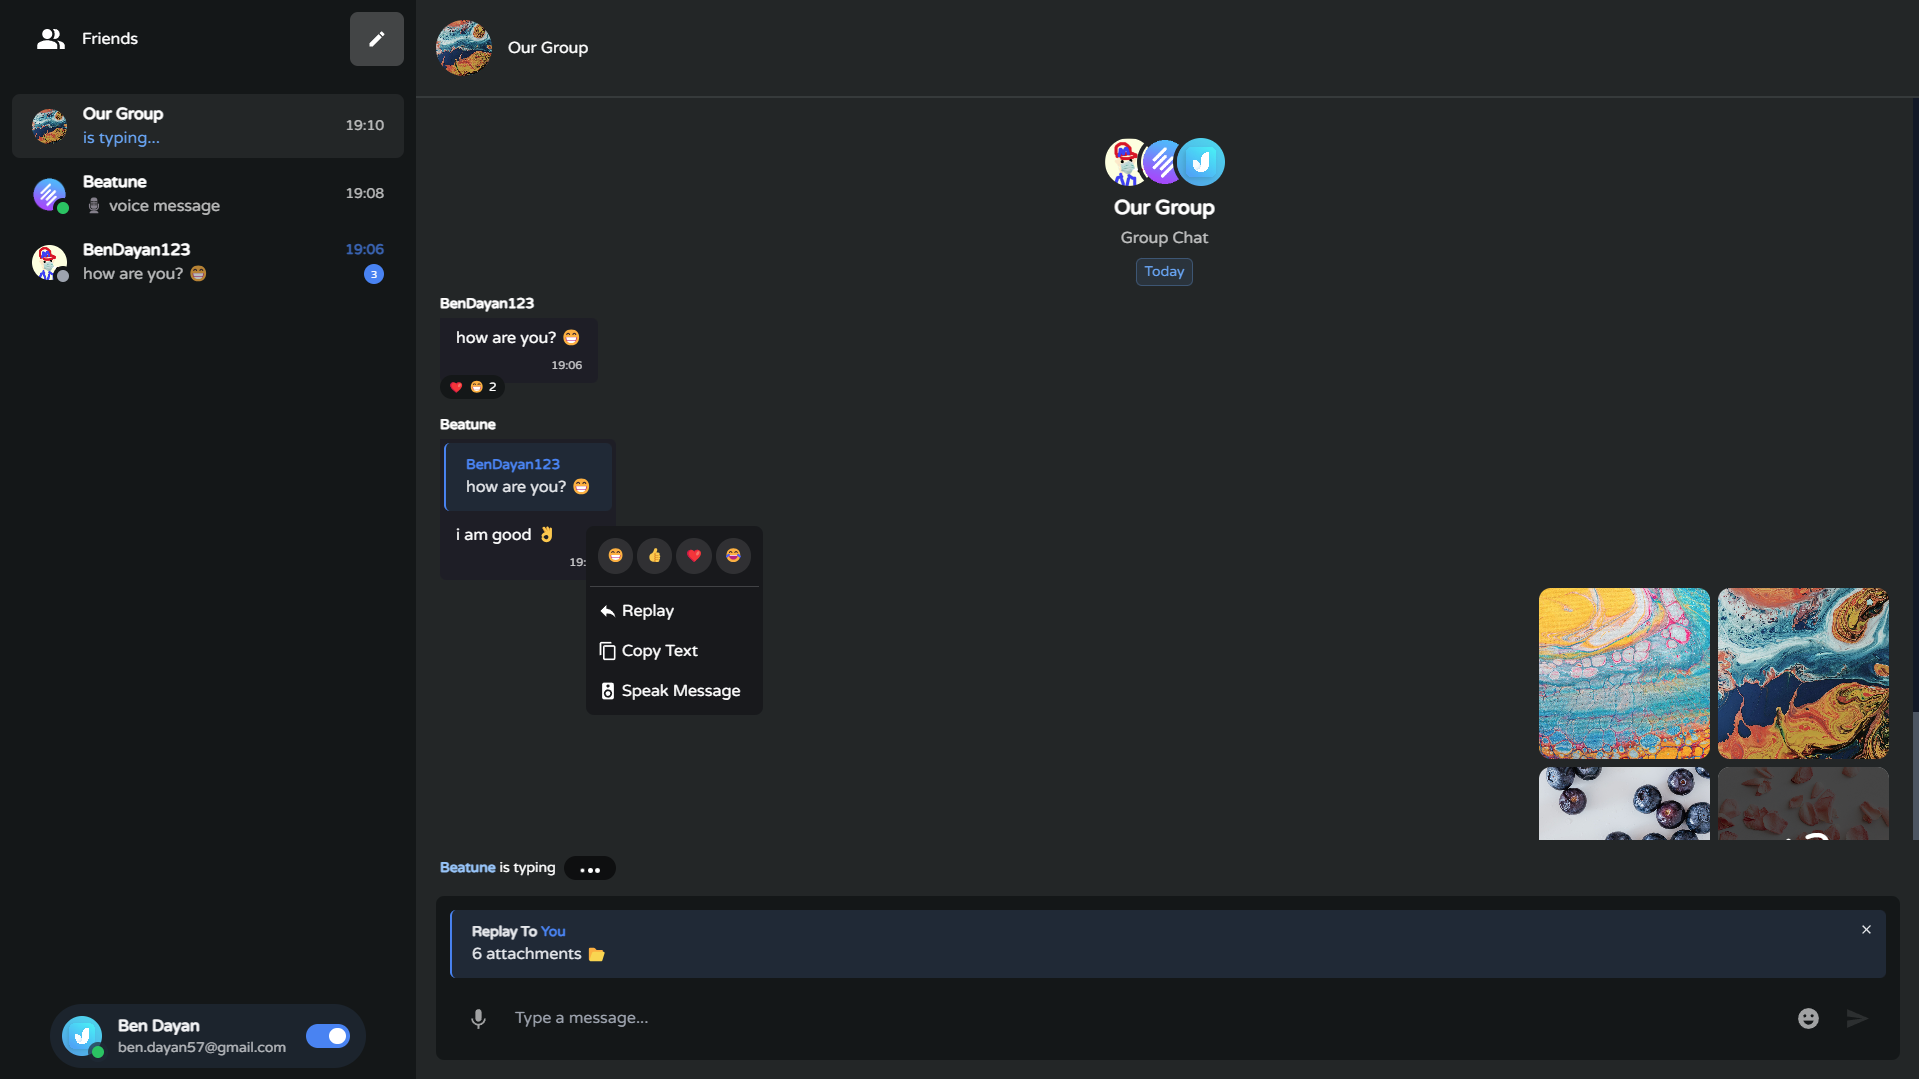 Friends
Our Group
is typing...
19:10
Beatune
voice message
19:08
BenDayan123
how are you? 😁
19:06
3
Ben Dayan
ben.dayan57@gmail.com
Our Group
Our Group
Group Chat
Today
BenDayan123
how are you? 😁
19:06
❤️ 😁 2
Beatune
BenDayan123
how are you? 😁
i am good 👌
19:
Replay
Copy Text
Speak Message
Beatune is typing
Replay To You
6 attachments 📂
Type a message...